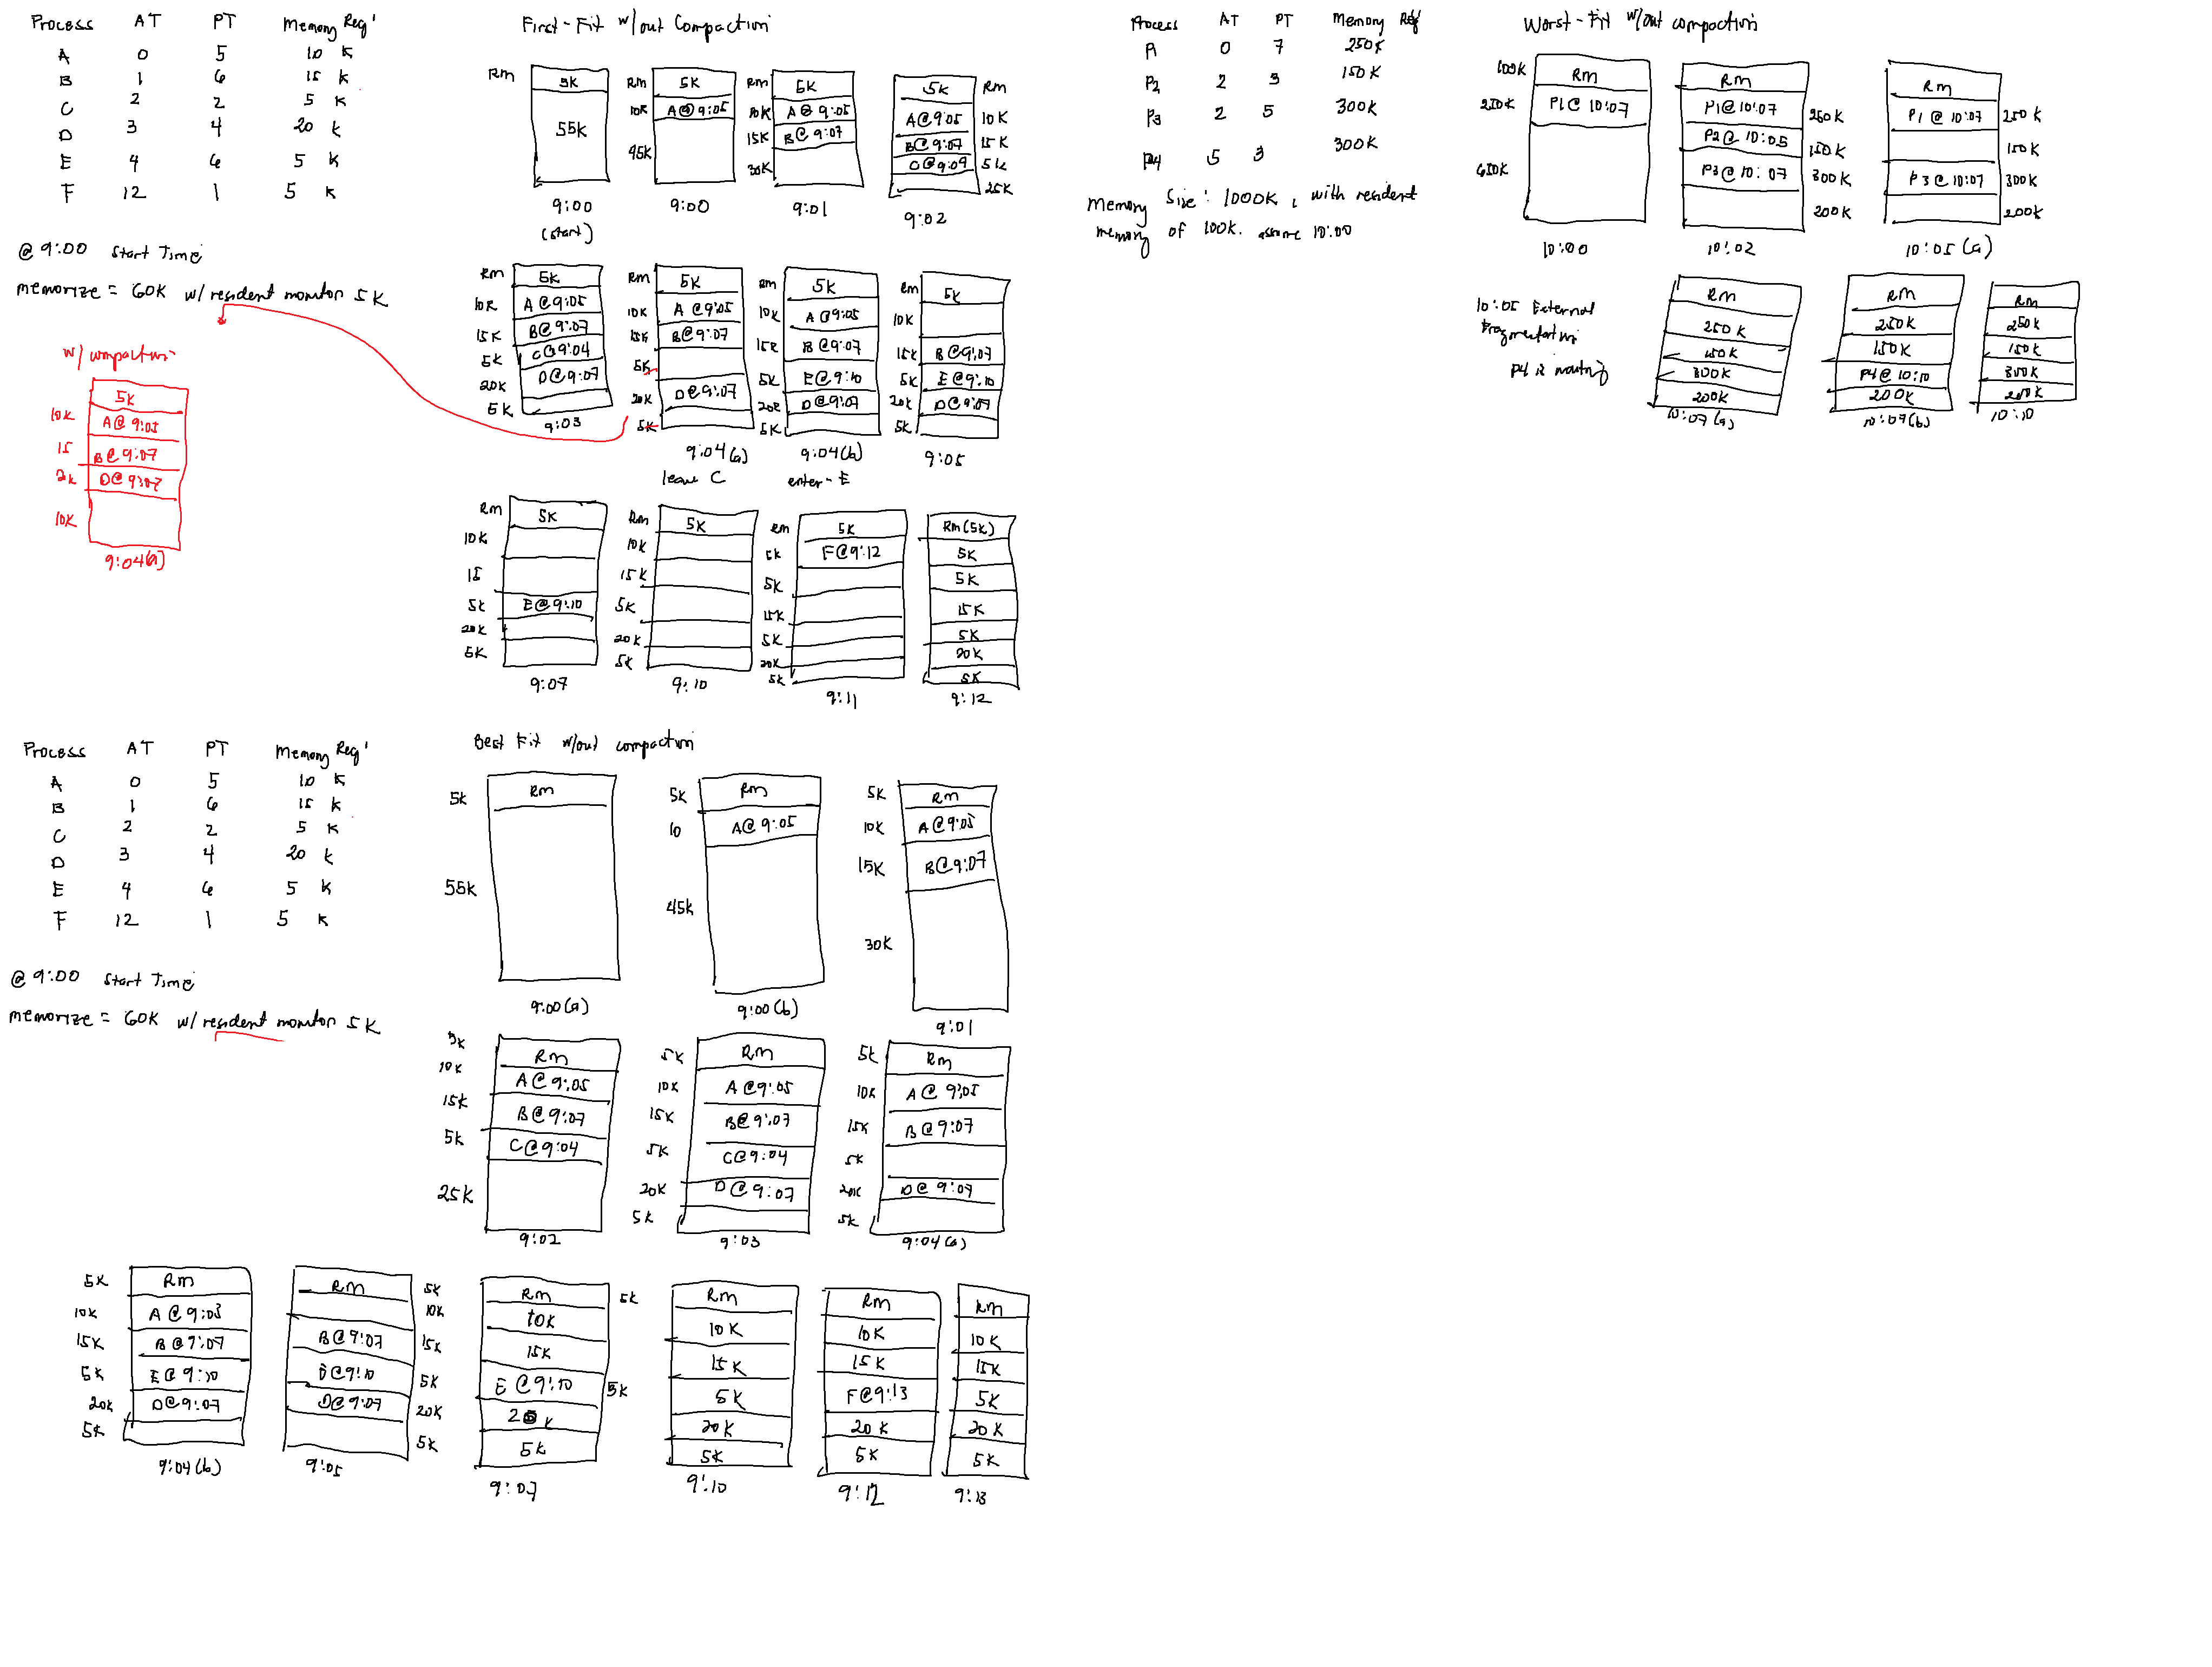 Process AT PT Memory Req'
A 0 5 10 K
B 1 6 15 K
C 2 2 5 K
D 3 4 20 K
E 4 6 5 K
F 12 1 5 K
@ 9:00 start Time
memorize = 60K w/ resident monitor 5K
w/ compaction
5K
10K A@9:05
15 B@9:07
2k D@9:07
10K
9:04(a)
First-Fit w/out Compaction
Rm 5K
55K
9:00
(start)
Rm 5K
10K A@9:05
45K
9:00
Rm 5K
10K A@9:05
15K B@9:07
30K
9:01
5K Rm
A@9:05 10K
B@9:07 15K
C@9:04 5K
25K
9:02
Rm 5K
10K A@9:05
15K B@9:07
5K C@9:04
20K D@9:07
5K
9:03
Rm 5K
10K A@9:05
15K B@9:07
5K
20K D@9:07
5K
9:04(a)
leave C
Rm 5K
10K A@9:05
15K B@9:07
5K E@9:10
20K D@9:07
5K
9:04(b)
enter-E
Rm 5K
10K
15K B@9:07
5K E@9:10
20K D@9:07
5K
9:05
Rm 5K
10K
15
5K E@9:10
20K
5K
9:07
Rm 5K
10K
15K
5K
20K
5K
9:10
Rm 5K
5K F@9:12
5K
15K
5K
20K
5K
9:11
Rm(5K)
5K
5K
15K
5K
20K
5K
9:12
Process AT PT Memory Req'
A 0 5 10 K
B 1 6 15 K
C 2 2 5 K
D 3 4 20 K
E 4 6 5 K
F 12 1 5 K
@ 9:00 start Time
memorize = 60K w/ resident monitor 5K
Best Fit w/out compaction
5K Rm
55K
9:00(a)
5K Rm
10 A@9:05
45K
9:00(b)
5K Rm
10K A@9:05
15K B@9:07
30K
9:01
5K Rm
10K A@9:05
15K B@9:07
5K C@9:04
25K
9:02
5K Rm
10K A@9:05
15K B@9:07
5K C@9:04
20K D@9:07
5K
9:03
5K Rm
10K A@9:05
15K B@9:07
5K
20K D@9:07
5K
9:04(a)
5K Rm
10K A@9:05
15K B@9:07
5K E@9:10
20K D@9:07
5K
9:04(b)
Rm 5K
10K
B@9:07 15K
E@9:10 5K
D@9:07 20K
5K
9:05
Rm 5K
10K
15K
E@9:10 5K
20K
5K
9:07
Rm
10K
15K
5K
20K
5K
9:10
Rm
10K
15K
F@9:13
20K
5K
9:12
Rm
10K
15K
5K
20K
5K
9:13
Process AT PT Memory Req
P1 0 7 250K
P2 2 3 150K
P3 2 5 300K
P4 5 3 300K
Memory Size: 1000K, with resident
memory of 100K. assume 10:00
Worst-Fit w/out compaction
100K Rm
250K P1@10:07
650K
10:00
Rm
P1@10:07 250K
P2@10:05 150K
P3@10:07 300K
200K
10:02
Rm
P1@10:07 250K
150K
P3@10:07 300K
200K
10:05(a)
10:05 External
Fragmentation
P4 is waiting
Rm
250K
150K
300K
200K
10:07(a)
Rm
250K
150K
P4@10:10
200K
10:07(b)
Rm
250K
150K
300K
200K
10:10